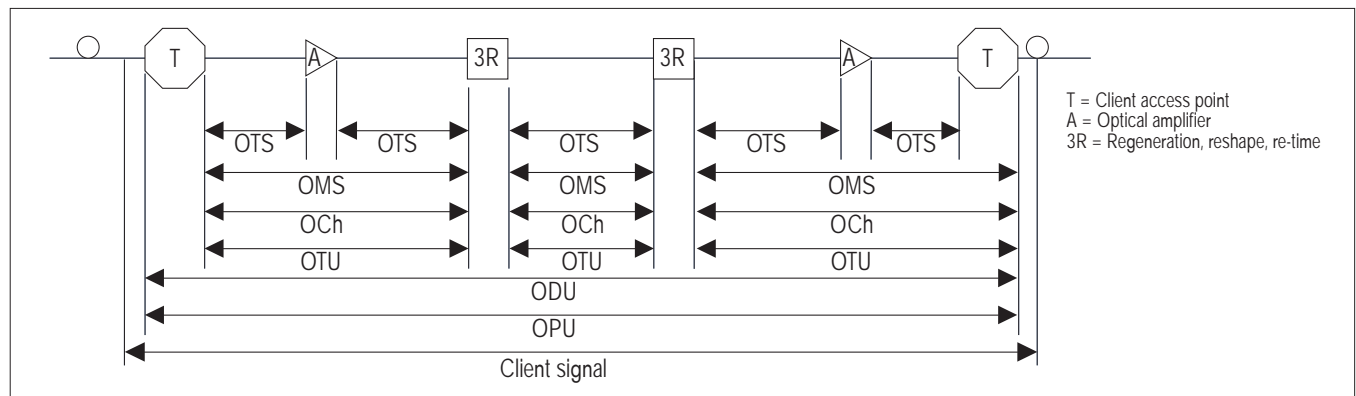 T A 3R 3R A T
T = Client access point
A = Optical amplifier
3R = Regeneration, reshape, re-time
OTS OTS OTS OTS OTS
OMS OMS OMS
OCh OCh OCh
OTU OTU OTU
ODU
OPU
Client signal